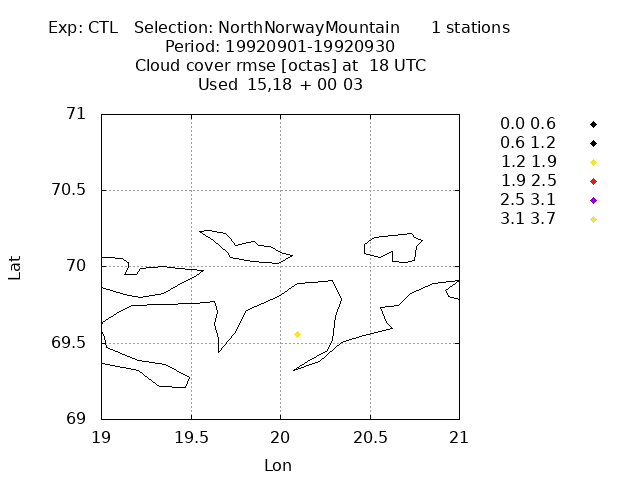 Exp: CTL   Selection: NorthNorwayMountain      1 stations
Period: 19920901-19920930
Cloud cover rmse [octas] at  18 UTC
Used  15,18 + 00 03
71
70.5
70
69.5
69
Lat
19 19.5 20 20.5 21
Lon
0.0 0.6
0.6 1.2
1.2 1.9
1.9 2.5
2.5 3.1
3.1 3.7